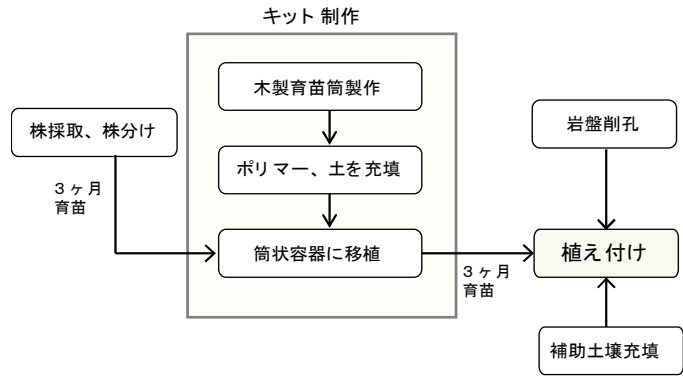 キット 制作
木製育苗筒製作
株採取、株分け
岩盤削孔
ポリマー、土を充填
3ヶ月
育苗
筒状容器に移植
植え付け
3ヶ月
育苗
補助土壌充填